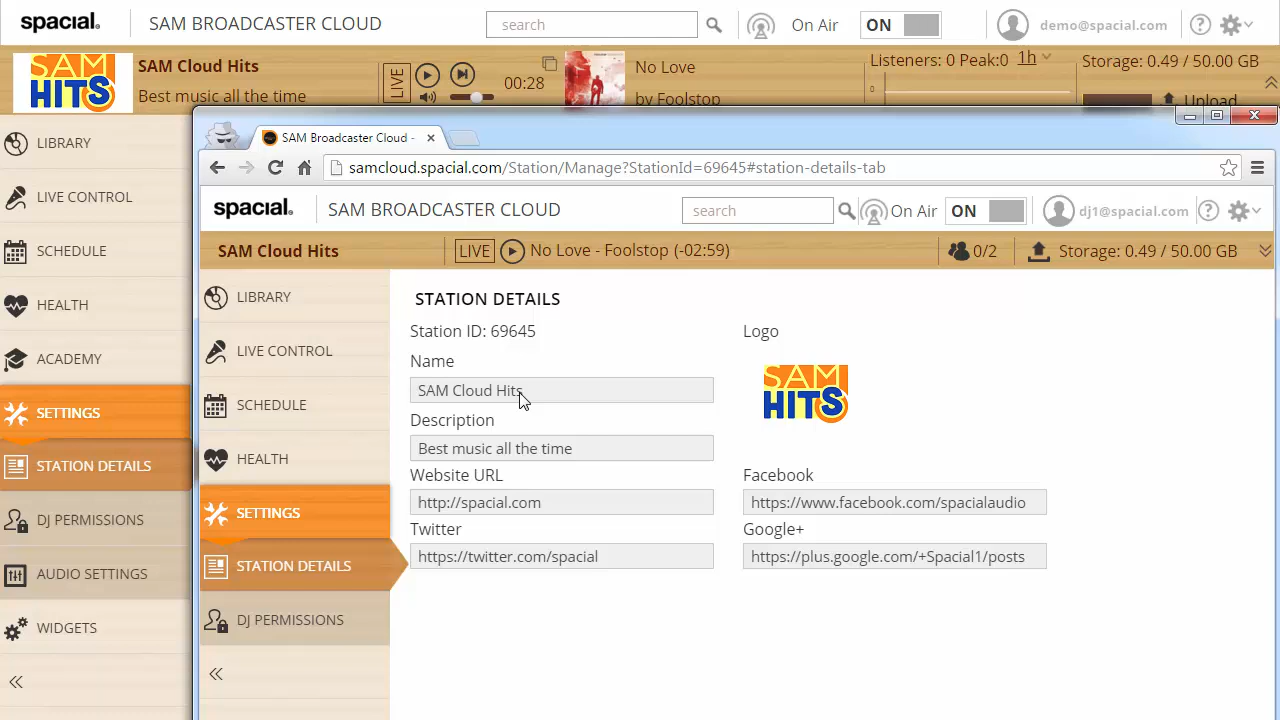 spacial. SAM BROADCASTER CLOUD search On Air ON demo@spacial.com
SAM HITS
SAM Cloud Hits
Best music all the time
LIVE
00:28
No Love
by Foolstop
Listeners: 0 Peak:0 1h
0
Storage: 0.49 / 50.00 GB
Upload
LIBRARY
LIVE CONTROL
SCHEDULE
HEALTH
ACADEMY
SETTINGS
STATION DETAILS
DJ PERMISSIONS
AUDIO SETTINGS
WIDGETS
SAM Broadcaster Cloud -
samcloud.spacial.com/Station/Manage?StationId=69645#station-details-tab
spacial. SAM BROADCASTER CLOUD search On Air ON dj1@spacial.com
SAM Cloud Hits LIVE No Love - Foolstop (-02:59) 0/2 Storage: 0.49 / 50.00 GB
LIBRARY
LIVE CONTROL
SCHEDULE
HEALTH
SETTINGS
STATION DETAILS
DJ PERMISSIONS
STATION DETAILS
Station ID: 69645
Name
SAM Cloud Hits
Description
Best music all the time
Website URL
http://spacial.com
Twitter
https://twitter.com/spacial
Logo
SAM
HITS
Facebook
https://www.facebook.com/spacialaudio
Google+
https://plus.google.com/+Spacial1/posts